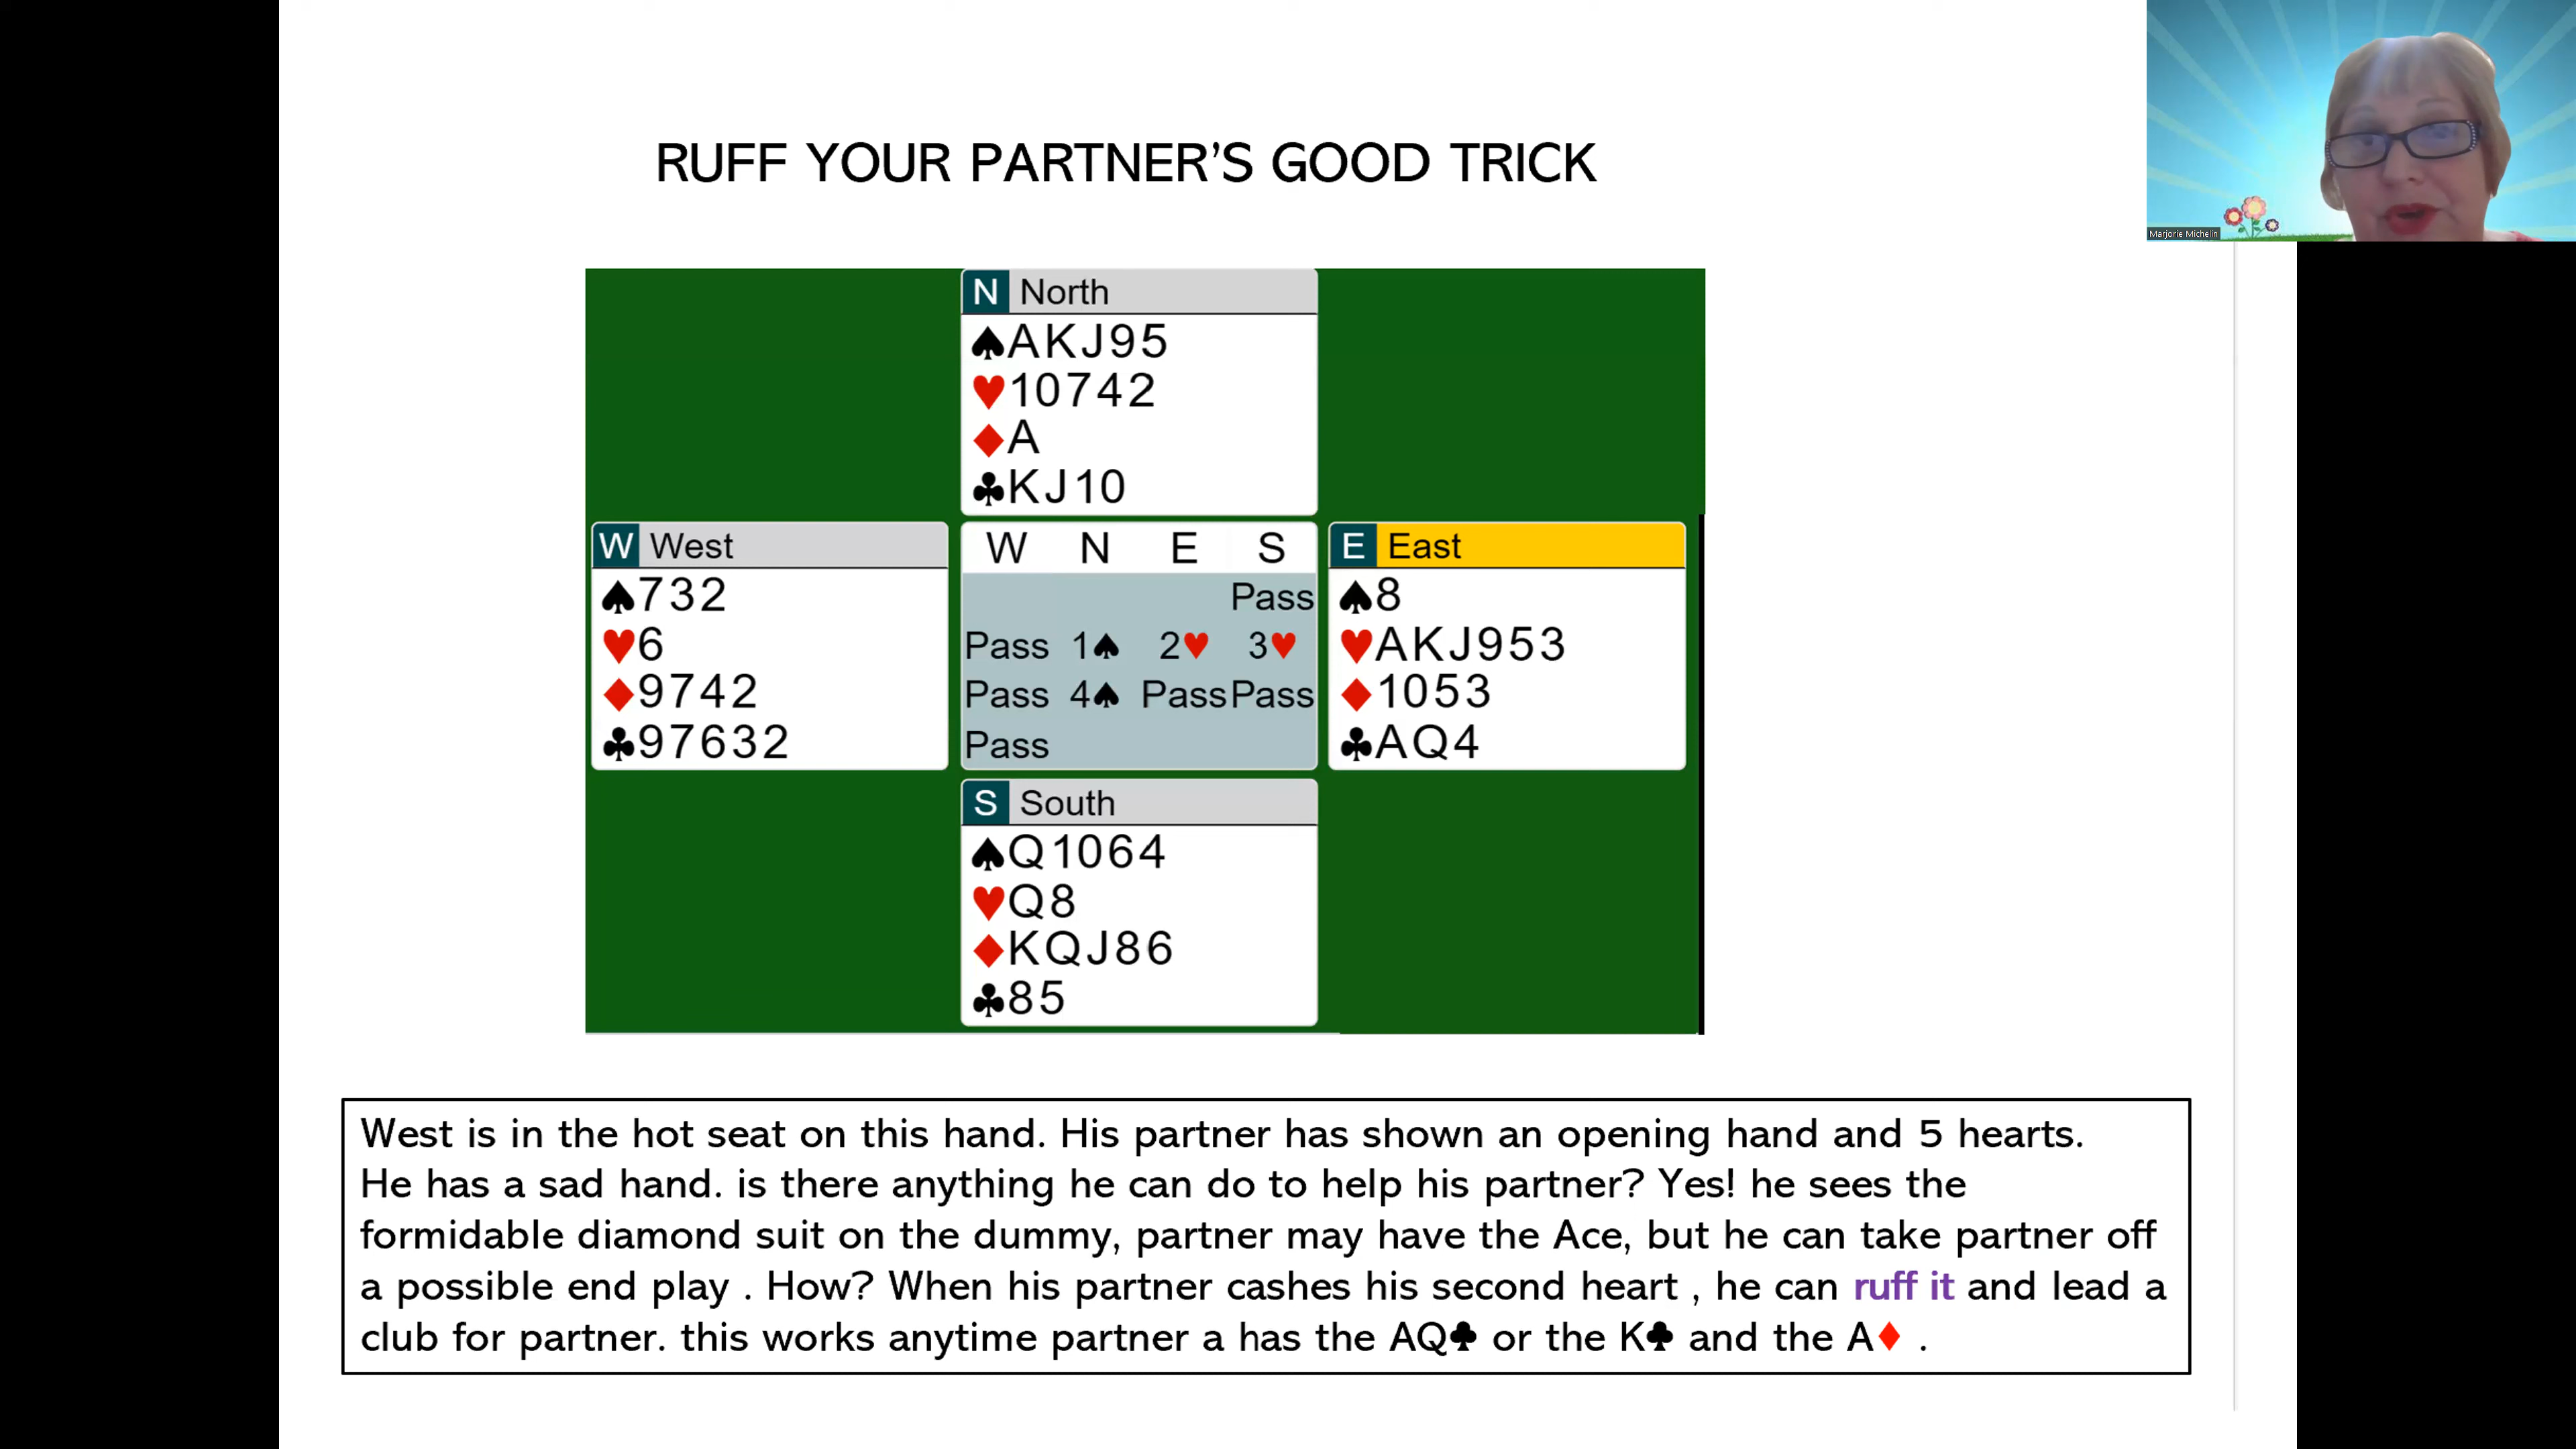 Marjorie Michelin
RUFF YOUR PARTNER'S GOOD TRICK
N North
♠AKJ95
♥10742
♦A
♣KJ10
W West
♠732
♥6
♦9742
♣97632
W N E S
Pass
Pass 1♠ 2♥ 3♥
Pass 4♠ Pass Pass
Pass
E East
♠8
♥AKJ953
♦1053
♣AQ4
S South
♠Q1064
♥Q8
♦KQJ86
♣85
West is in the hot seat on this hand. His partner has shown an opening hand and 5 hearts.
He has a sad hand. is there anything he can do to help his partner? Yes! he sees the
formidable diamond suit on the dummy, partner may have the Ace, but he can take partner off
a possible end play . How? When his partner cashes his second heart , he can ruff it and lead a
club for partner. this works anytime partner a has the AQ♣ or the K♣ and the A♦ .